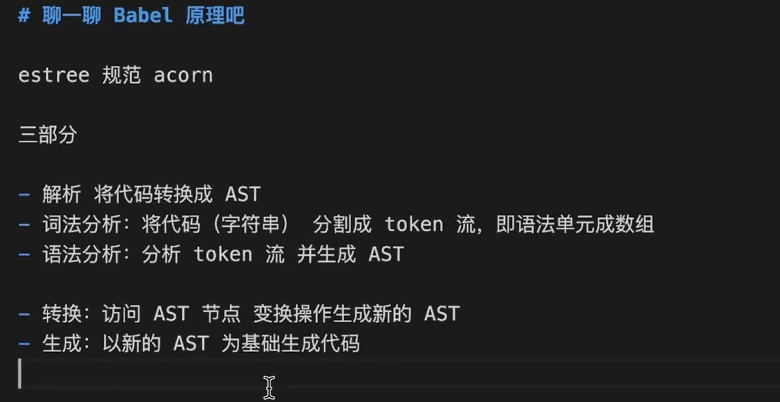 # 聊一聊 Babel 原理吧
estree 规范 acorn
三部分
- 解析 将代码转换成 AST
- 词法分析：将代码（字符串） 分割成 token 流，即语法单元成数组
- 语法分析：分析 token 流 并生成 AST
- 转换：访问 AST 节点 变换操作生成新的 AST
- 生成：以新的 AST 为基础生成代码